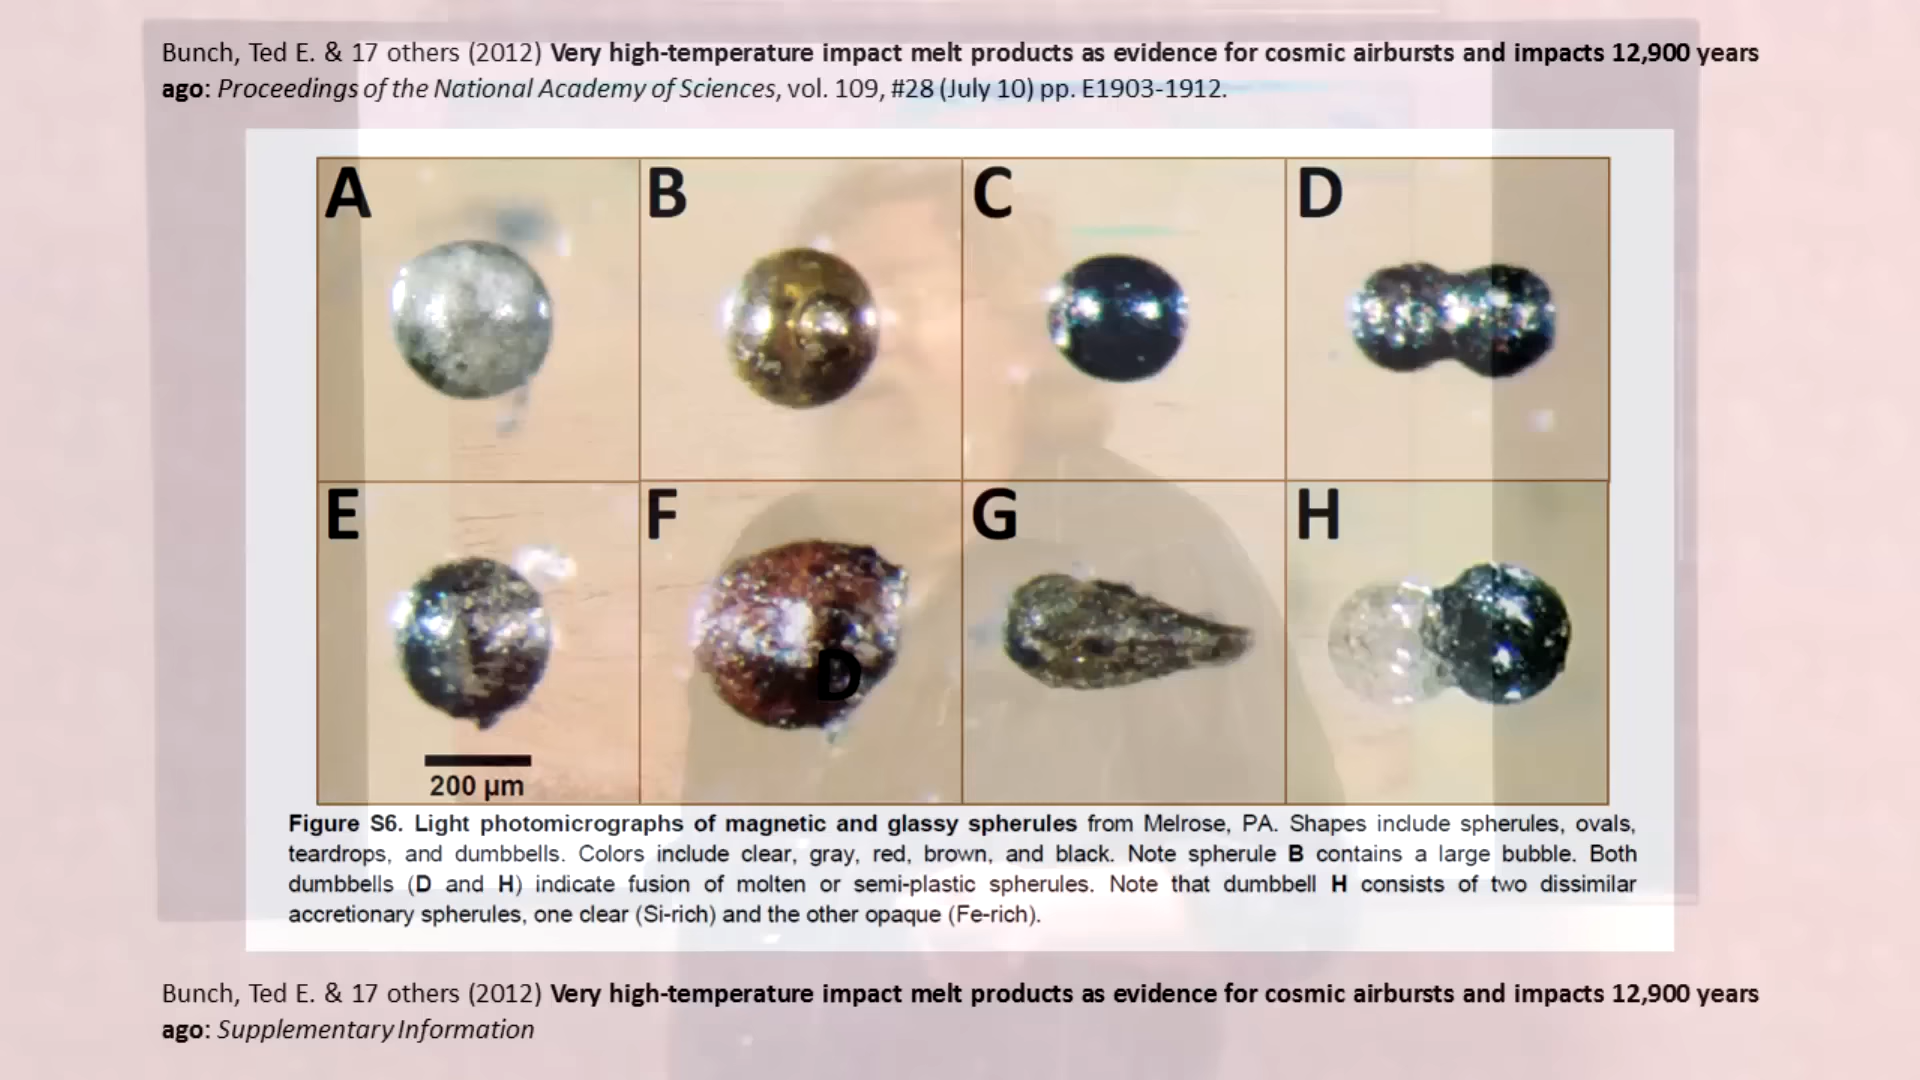 Bunch, Ted E. & 17 others (2012) Very high-temperature impact melt products as evidence for cosmic airbursts and impacts 12,900 years
ago: Proceedings of the National Academy of Sciences, vol. 109, #28 (July 10) pp. E1903-1912.
A
B
C
D
E
F
G
H
D
200 µm
Figure S6. Light photomicrographs of magnetic and glassy spherules from Melrose, PA. Shapes include spherules, ovals,
teardrops, and dumbbells. Colors include clear, gray, red, brown, and black. Note spherule B contains a large bubble. Both
dumbbells (D and H) indicate fusion of molten or semi-plastic spherules. Note that dumbbell H consists of two dissimilar
accretionary spherules, one clear (Si-rich) and the other opaque (Fe-rich).
Bunch, Ted E. & 17 others (2012) Very high-temperature impact melt products as evidence for cosmic airbursts and impacts 12,900 years
ago: Supplementary Information